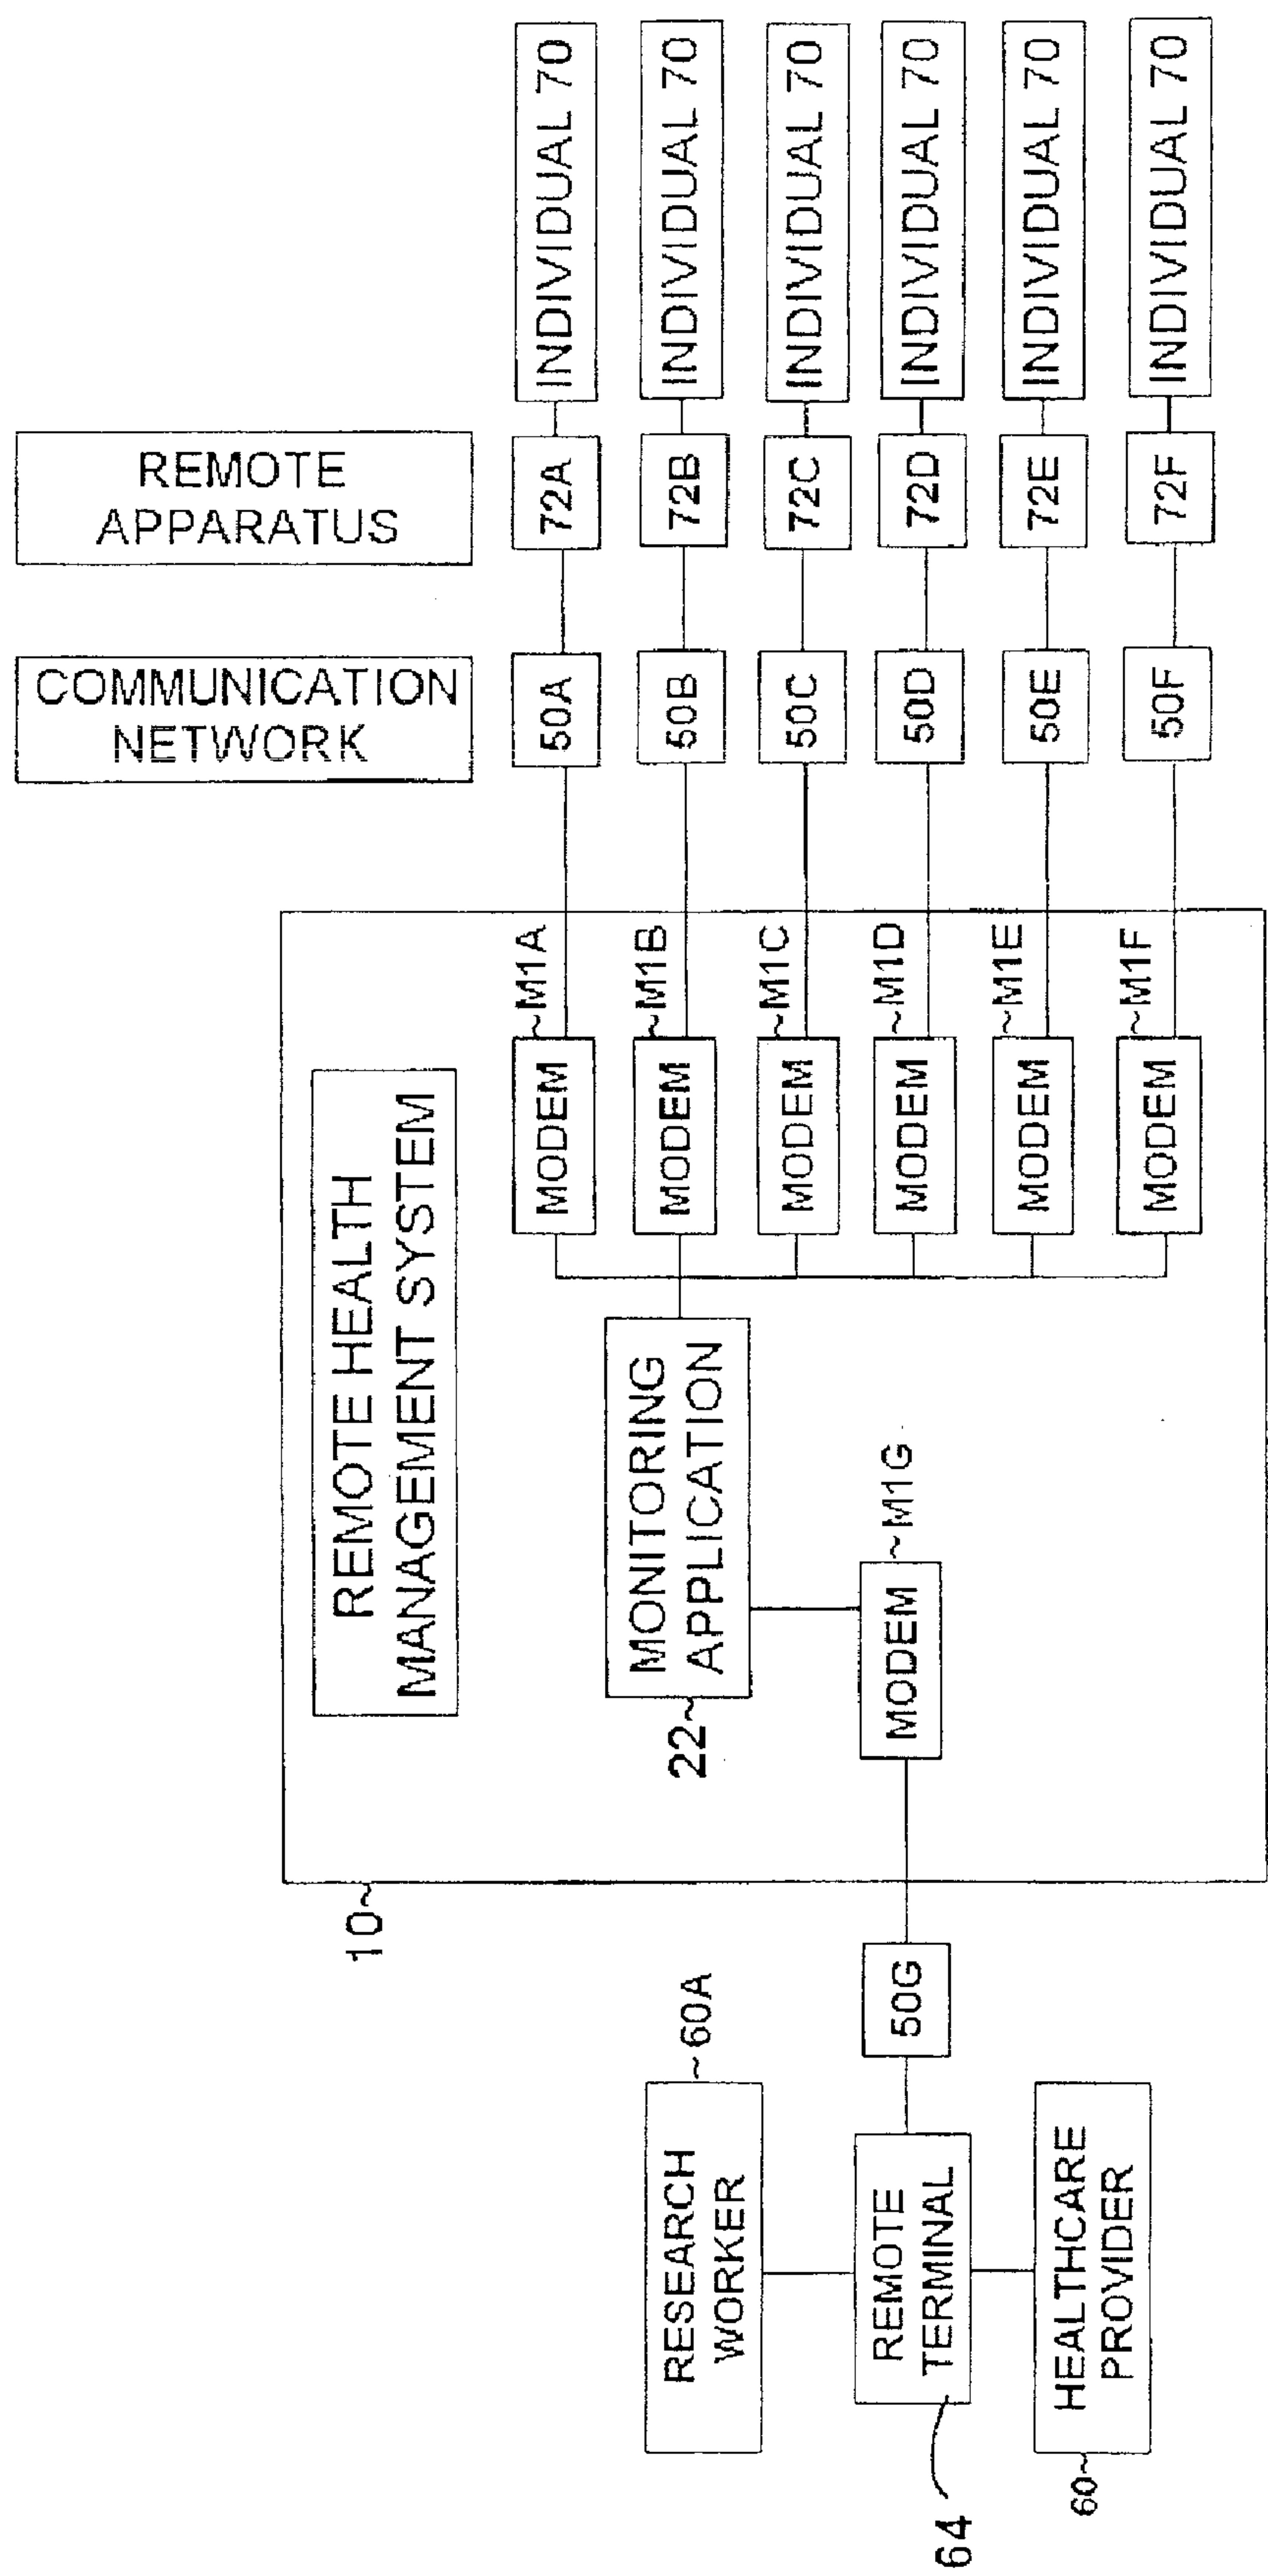 REMOTE
APPARATUS
COMMUNICATION
NETWORK
10~
REMOTE HEALTH
MANAGEMENT SYSTEM
RESEARCH
WORKER
~60A
REMOTE
TERMINAL
64
HEALTHCARE
PROVIDER
60~
50G
22~
MONITORING
APPLICATION
MODEM
~M1G
MODEM
~M1A
50A
72A
INDIVIDUAL 70
MODEM
~M1B
50B
72B
INDIVIDUAL 70
MODEM
~M1C
50C
72C
INDIVIDUAL 70
MODEM
~M1D
50D
72D
INDIVIDUAL 70
MODEM
~M1E
50E
72E
INDIVIDUAL 70
MODEM
~M1F
50F
72F
INDIVIDUAL 70